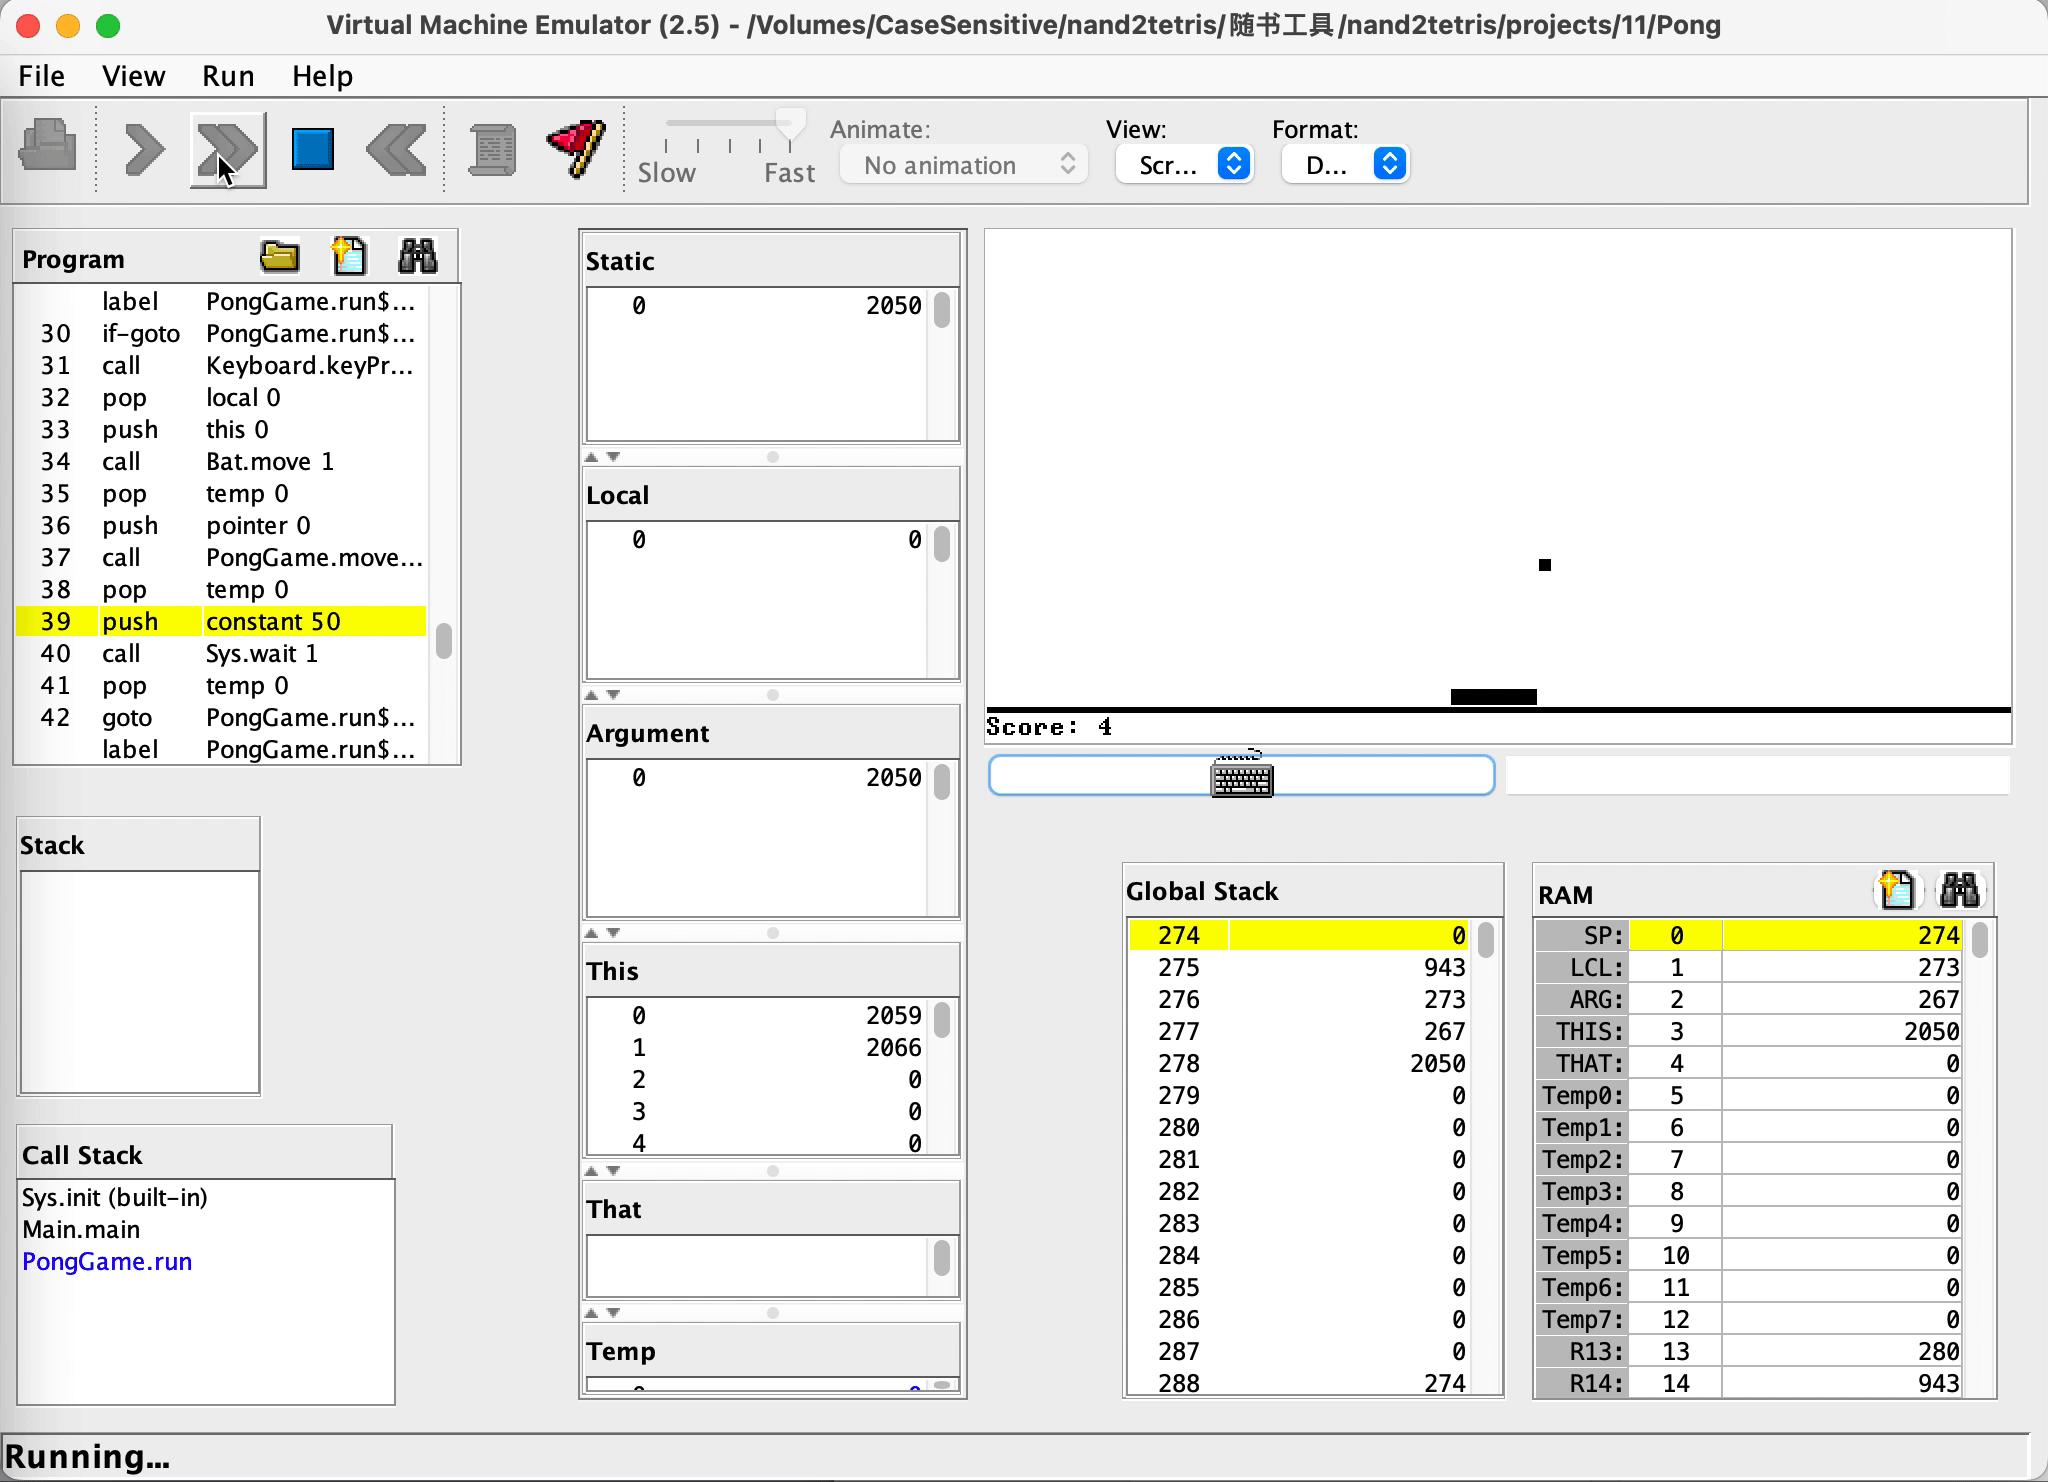 Virtual Machine Emulator (2.5) - /Volumes/CaseSensitive/nand2tetris/随书工具/nand2tetris/projects/11/Pong
File View Run Help
Slow Fast
Animate:
No animation
View:
Scr...
Format:
D...
Program
label PongGame.run$...
30 if-goto PongGame.run$...
31 call Keyboard.keyPr...
32 pop local 0
33 push this 0
34 call Bat.move 1
35 pop temp 0
36 push pointer 0
37 call PongGame.move...
38 pop temp 0
39 push constant 50
40 call Sys.wait 1
41 pop temp 0
42 goto PongGame.run$...
label PongGame.run$...
Stack
Call Stack
Sys.init (built-in)
Main.main
PongGame.run
Static
0 2050
Local
0 0
Argument
0 2050
This
0 2059
1 2066
2 0
3 0
4 0
That
Temp
Score: 4
Global Stack
274 0
275 943
276 273
277 267
278 2050
279 0
280 0
281 0
282 0
283 0
284 0
285 0
286 0
287 0
288 274
RAM
SP: 0 274
LCL: 1 273
ARG: 2 267
THIS: 3 2050
THAT: 4 0
Temp0: 5 0
Temp1: 6 0
Temp2: 7 0
Temp3: 8 0
Temp4: 9 0
Temp5: 10 0
Temp6: 11 0
Temp7: 12 0
R13: 13 280
R14: 14 943
Running...